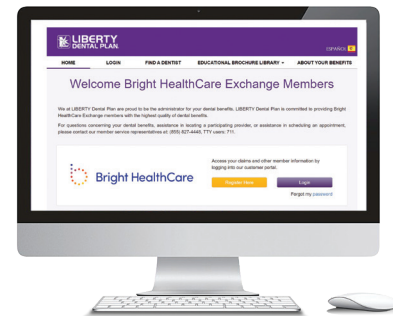 LIBERTY
DENTAL PLAN
ESPAÑOL E
HOME LOGIN FIND A DENTIST EDUCATIONAL BROCHURE LIBRARY ABOUT YOUR BENEFITS
Welcome Bright HealthCare Exchange
Members
We at LIBERTY Dental Plan are proud to be the administrator for your dental benefits. LIBERTY Dental Plan is committed to providing Bright
HealthCare Exchange members with the highest quality of dental benefits.
For questions concerning your dental benefits, assistance in locating a participating provider, or assistance in scheduling an appointment,
please contact our member service representatives at: (855) 827-4448, TTY users: 711.
Access your claims and other member information by
logging into our customer portal.
Bright HealthCare
Register Now Login
Forgot my password